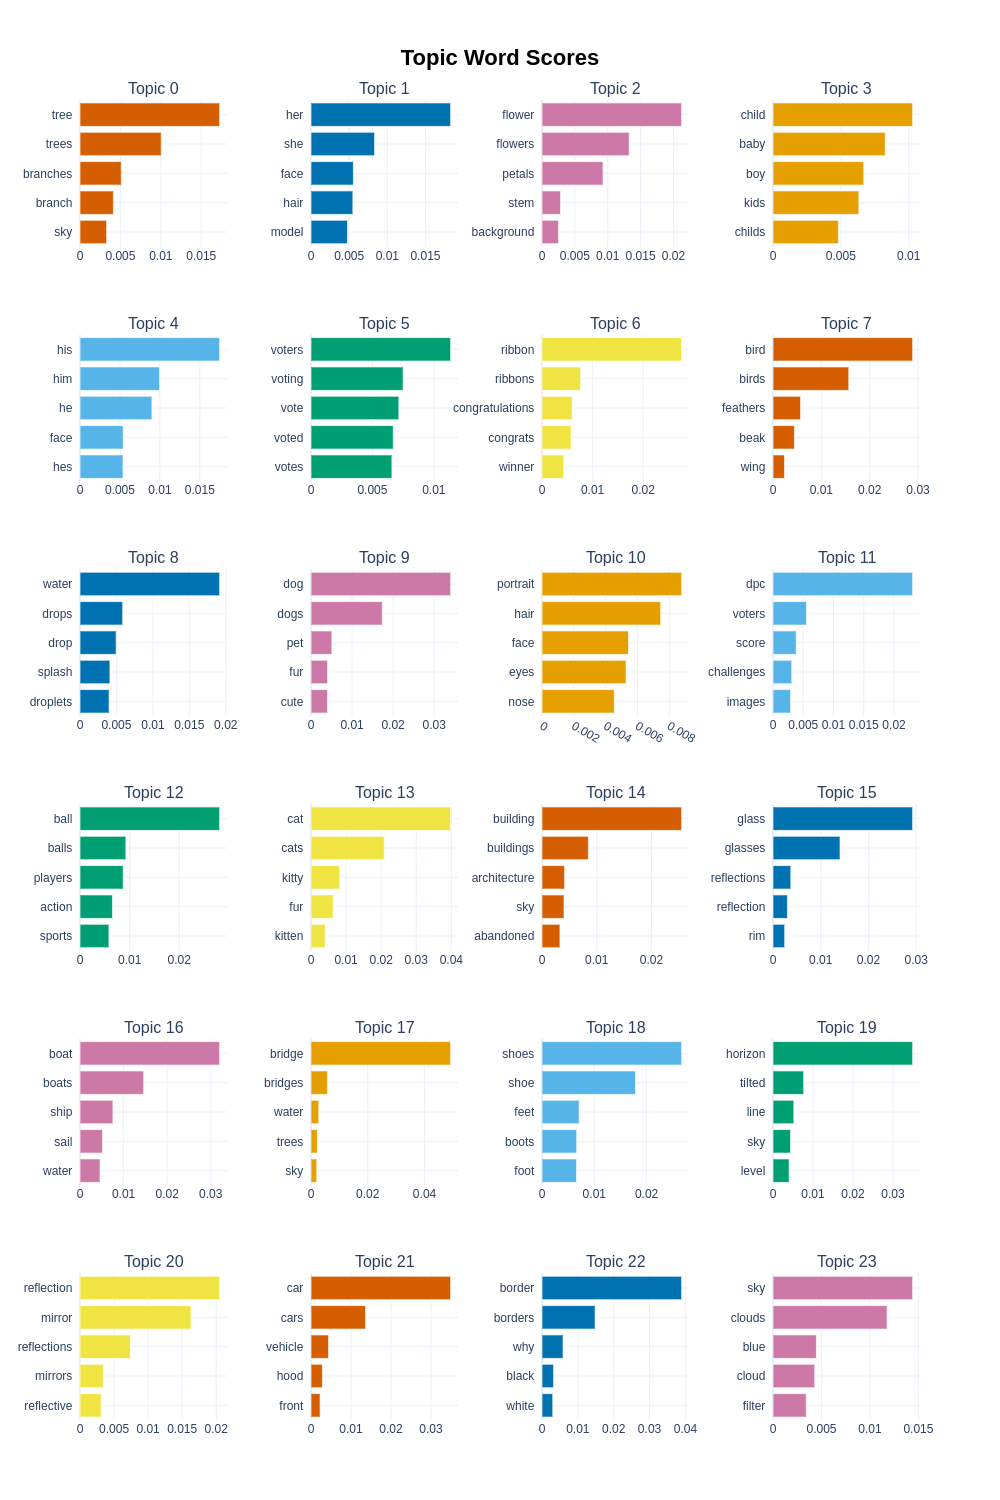 Topic Word Scores
Topic 0
tree
trees
branches
branch
sky
0 0.005 0.01 0.015
Topic 1
her
she
face
hair
model
0 0.005 0.01 0.015
Topic 2
flower
flowers
petals
stem
background
0 0.005 0.01 0.015 0.02
Topic 3
child
baby
boy
kids
childs
0 0.005 0.01
Topic 4
his
him
he
face
hes
0 0.005 0.01 0.015
Topic 5
voters
voting
vote
voted
votes
0 0.005 0.01
Topic 6
ribbon
ribbons
congratulations
congrats
winner
0 0.01 0.02
Topic 7
bird
birds
feathers
beak
wing
0 0.01 0.02 0.03
Topic 8
water
drops
drop
splash
droplets
0 0.005 0.01 0.015 0.02
Topic 9
dog
dogs
pet
fur
cute
0 0.01 0.02 0.03
Topic 10
portrait
hair
face
eyes
nose
0 0.002 0.004 0.006 0.008
Topic 11
dpc
voters
score
challenges
images
0 0.005 0.01 0.015 0.02
Topic 12
ball
balls
players
action
sports
0 0.01 0.02
Topic 13
cat
cats
kitty
fur
kitten
0 0.01 0.02 0.03 0.04
Topic 14
building
buildings
architecture
sky
abandoned
0 0.01 0.02
Topic 15
glass
glasses
reflections
reflection
rim
0 0.01 0.02 0.03
Topic 16
boat
boats
ship
sail
water
0 0.01 0.02 0.03
Topic 17
bridge
bridges
water
trees
sky
0 0.02 0.04
Topic 18
shoes
shoe
feet
boots
foot
0 0.01 0.02
Topic 19
horizon
tilted
line
sky
level
0 0.01 0.02 0.03
Topic 20
reflection
mirror
reflections
mirrors
reflective
0 0.005 0.01 0.015 0.02
Topic 21
car
cars
vehicle
hood
front
0 0.01 0.02 0.03
Topic 22
border
borders
why
black
white
0 0.01 0.02 0.03 0.04
Topic 23
sky
clouds
blue
cloud
filter
0 0.005 0.01 0.015